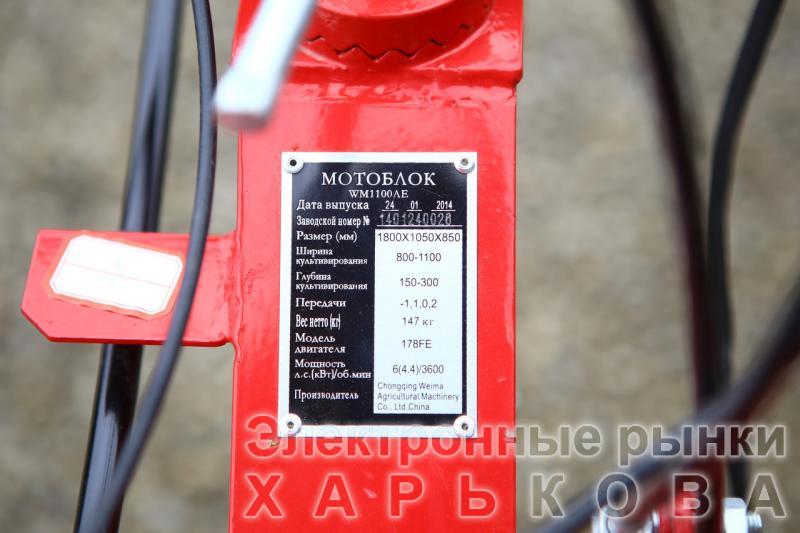 МОТОБЛОК
WM1100AE
Дата выпуска 24 01 2014
Заводской номер № 1401240026
Размер (мм) 1800X1050X850
Ширина
культивирования 800-1100
Глубина
культивирования 150-300
Передачи -1,1,0,2
Вес нетто (кг) 147 кг
Модель
двигателя 178FE
Мощность
л.с.(кВт)/об.мин 6(4.4)/3600
Производитель Chongqing Weima
Agricultural Machinery
Co., Ltd.China
Электронные рынки
ХАРЬКОВА